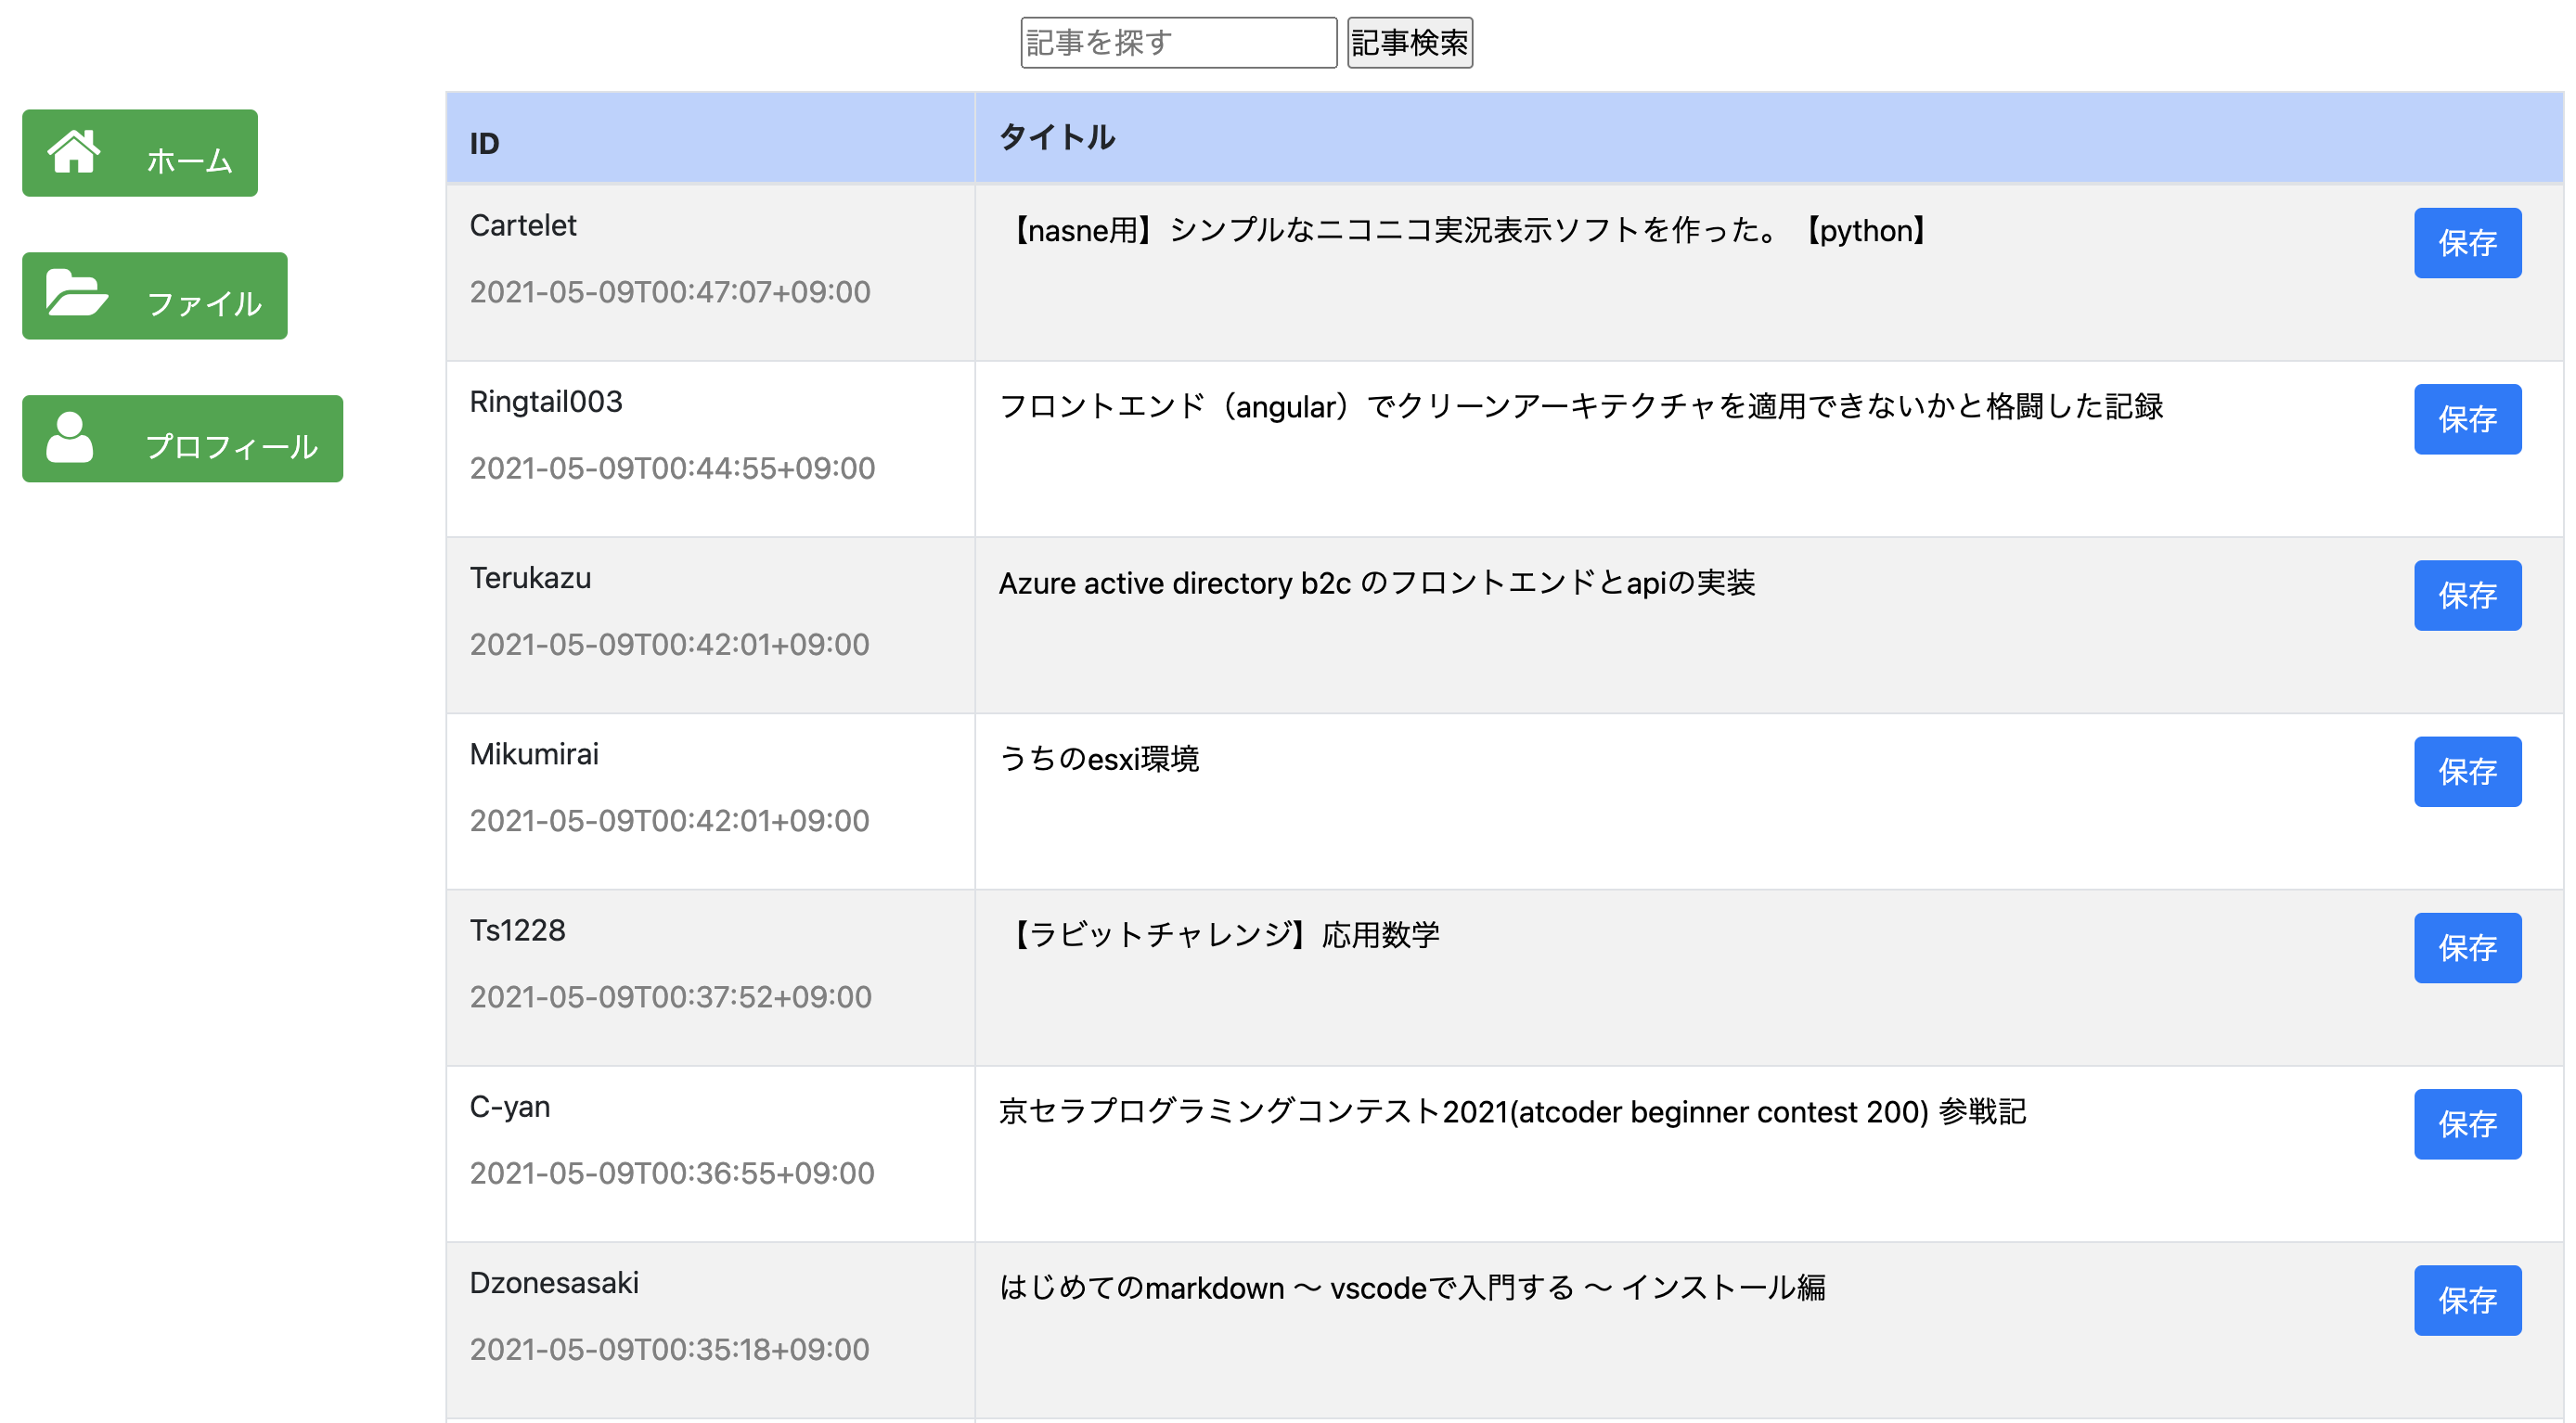 記事を探す 記事検索
ホーム
ファイル
プロフィール
ID タイトル
Cartelet 【nasne用】シンプルなニコニコ実況表示ソフトを作った。【python】 保存
2021-05-09T00:47:07+09:00
Ringtail003 フロントエンド（angular）でクリーンアーキテクチャを適用できないかと格闘した記録 保存
2021-05-09T00:44:55+09:00
Terukazu Azure active directory b2c のフロントエンドとapiの実装 保存
2021-05-09T00:42:01+09:00
Mikumirai うちのesxi環境 保存
2021-05-09T00:42:01+09:00
Ts1228 【ラビットチャレンジ】応用数学 保存
2021-05-09T00:37:52+09:00
C-yan 京セラプログラミングコンテスト2021(atcoder beginner contest 200) 参戦記 保存
2021-05-09T00:36:55+09:00
Dzonesasaki はじめてのmarkdown 〜 vscodeで入門する 〜 インストール編 保存
2021-05-09T00:35:18+09:00